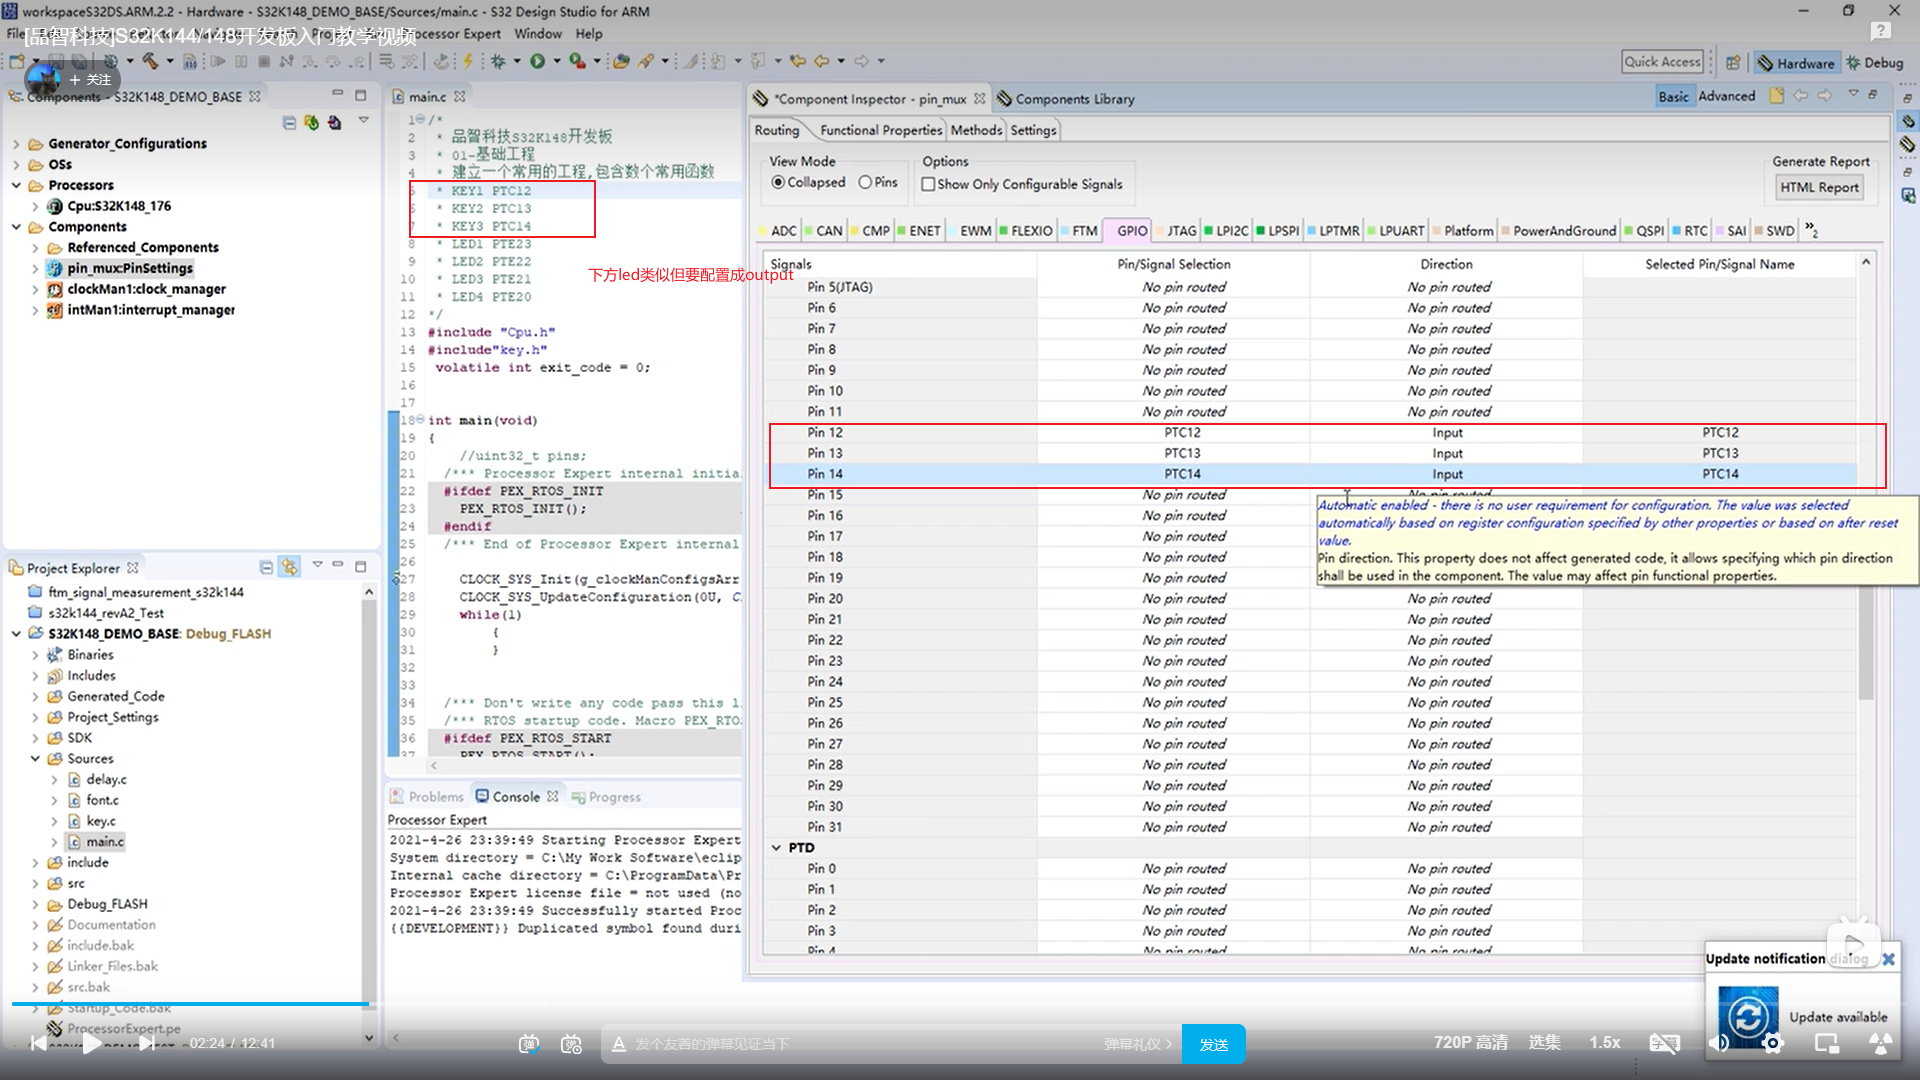 workspaceS32DS.ARM.2.2 - Hardware - S32K148_DEMO_BASE/Sources/main.c - S32 Design Studio for ARM
[品智科技]S32K144/148开发板入门教学视频
Window Help
+ 关注
Quick Access
Hardware
Debug
Components - S32K148_DEMO_BASE
Generator_Configurations
OSs
Processors
Cpu:S32K148_176
Components
Referenced_Components
pin_mux:PinSettings
clockMan1:clock_manager
intMan1:interrupt_manager
Project Explorer
ftm_signal_measurement_s32k144
s32k144_revA2_Test
S32K148_DEMO_BASE: Debug_FLASH
Binaries
Includes
Generated_Code
Project_Settings
SDK
Sources
delay.c
font.c
key.c
main.c
include
src
Debug_FLASH
Documentation
include.bak
Linker_Files.bak
src.bak
Startup_Code.bak
ProcessorExpert.pe
main.c
1 /*
2 * 品智科技S32K148开发板
3 * 01-基础工程
4 * 建立一个常用的工程,包含数个常用函数
5 * KEY1 PTC12
6 * KEY2 PTC13
7 * KEY3 PTC14
8 * LED1 PTE23
9 * LED2 PTE22
10 * LED3 PTE21
11 * LED4 PTE20
12 */
下方led类似但要配置成output
13 #include "Cpu.h"
14 #include"key.h"
15 volatile int exit_code = 0;
16
17
18 int main(void)
19 {
20 //uint32_t pins;
21 /*** Processor Expert internal initia
22 #ifdef PEX_RTOS_INIT
23 PEX_RTOS_INIT();
24 #endif
25 /*** End of Processor Expert internal
26
27 CLOCK_SYS_Init(g_clockManConfigsArr
28 CLOCK_SYS_UpdateConfiguration(0U, C
29 while(1)
30 {
31 }
32
33
34 /*** Don't write any code pass this l
35 /*** RTOS startup code. Macro PEX_RTO
36 #ifdef PEX_RTOS_START
37 PEX_RTOS_START();
Problems Console Progress
Processor Expert
2021-4-26 23:39:49 Starting Processor Expert
System directory = C:\My Work Software\eclip
Internal cache directory = C:\ProgramData\Pr
Processor Expert license file = not used (no
2021-4-26 23:39:49 Successfully started Proc
{{DEVELOPMENT}} Duplicated symbol found duri
*Component Inspector - pin_mux Components Library
Basic Advanced
Routing Functional Properties Methods Settings
View Mode
Collapsed Pins
Options
Show Only Configurable Signals
Generate Report
HTML Report
ADC CAN CMP ENET EWM FLEXIO FTM GPIO JTAG LPI2C LPSPI LPTMR LPUART Platform PowerAndGround QSPI RTC SAI SWD »2
Signals Pin/Signal Selection Direction Selected Pin/Signal Name
Pin 5(JTAG) No pin routed No pin routed
Pin 6 No pin routed No pin routed
Pin 7 No pin routed No pin routed
Pin 8 No pin routed No pin routed
Pin 9 No pin routed No pin routed
Pin 10 No pin routed No pin routed
Pin 11 No pin routed No pin routed
Pin 12 PTC12 Input PTC12
Pin 13 PTC13 Input PTC13
Pin 14 PTC14 Input PTC14
Pin 15 No pin routed No pin routed
Pin 16 No pin routed
Pin 17 No pin routed
Pin 18 No pin routed
Pin 19 No pin routed
Automatic enabled - there is no user requirement for configuration. The value was selected
automatically based on register configuration specified by other properties or based on after reset
value.
Pin direction. This property does not affect generated code, it allows specifying which pin direction
shall be used in the component. The value may affect pin functional properties.
Pin 20 No pin routed No pin routed
Pin 21 No pin routed No pin routed
Pin 22 No pin routed No pin routed
Pin 23 No pin routed No pin routed
Pin 24 No pin routed No pin routed
Pin 25 No pin routed No pin routed
Pin 26 No pin routed No pin routed
Pin 27 No pin routed No pin routed
Pin 28 No pin routed No pin routed
Pin 29 No pin routed No pin routed
Pin 30 No pin routed No pin routed
Pin 31 No pin routed No pin routed
PTD
Pin 0 No pin routed No pin routed
Pin 1 No pin routed No pin routed
Pin 2 No pin routed No pin routed
Pin 3 No pin routed No pin routed
Pin 4 No pin routed No pin routed
Update notification dialog
Update available
02:24 / 12:41
发个友善的弹幕见证当下
弹幕礼仪 >
发送
720P 高清
选集
1.5x